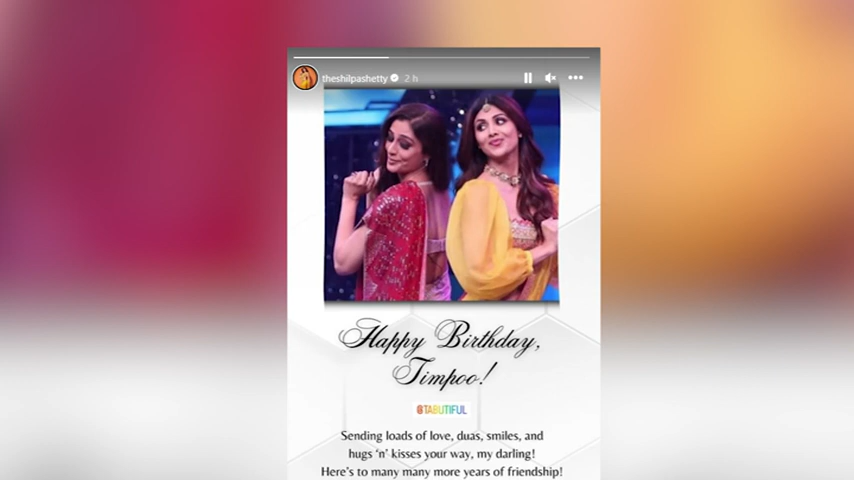 theshilpashetty 2 h
Happy Birthday,
Timpoo!
@TABUTIFUL
Sending loads of love, duas, smiles, and
hugs 'n' kisses your way, my darling!
Here's to many many more years of friendship!